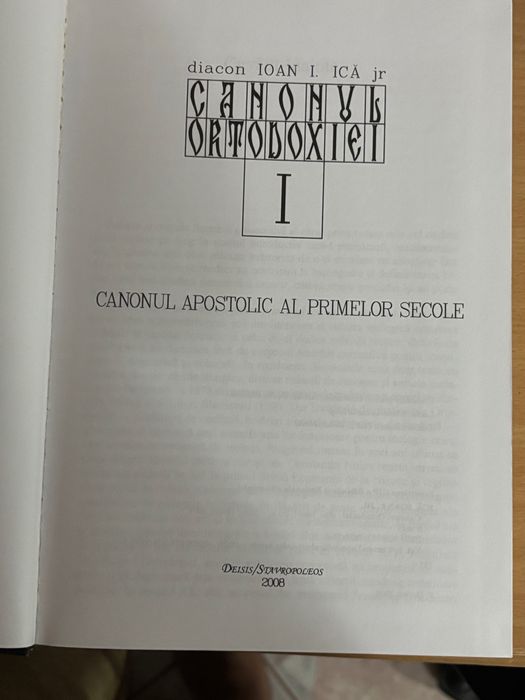 diacon IOAN I. ICĂ jr
CANONUL
ORTODOXIEI
I
CANONUL APOSTOLIC AL PRIMELOR SECOLE
DEISIS/STAVROPOLEOS
2008